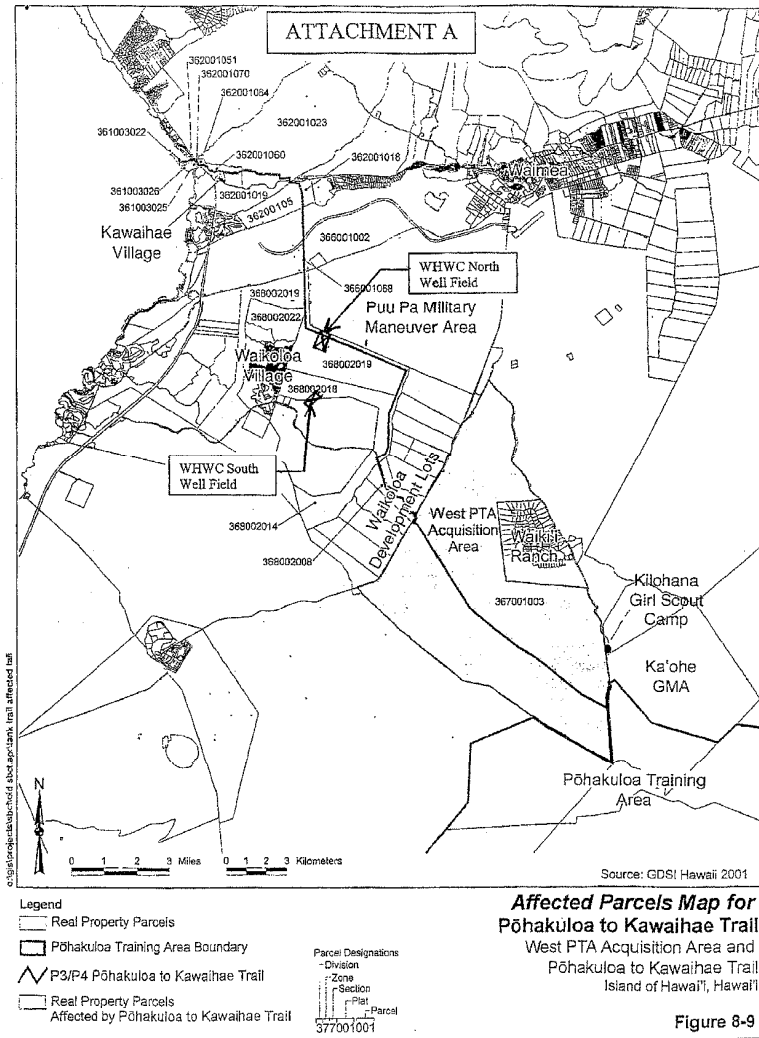 ATTACHMENT A
362001051
362001070
362001064
362001023
361003022
362001060
362001018
Waimea
361003026
361003025
362001019
36200105
Kawaihae
Village
366001002
WHWC North
Well Field
366001068
368002019
Puu Pa Military
Maneuver Area
368002022
Waikoloa
Village
368002019
368002018
WHWC South
Well Field
Waikoloa
Development Lots
368002014
368002008
West PTA
Acquisition
Area
Waiki'i
Ranch
367001003
Kilohana
Girl Scout
Camp
Ka'ohe
GMA
Pōhakuloa Training
Area
N
0 1 2 3 Miles 0 1 2 3 Kilometers
Source: GDSI Hawaii 2001
Legend
Real Property Parcels
Pōhakuloa Training Area Boundary
P3/P4 Pōhakuloa to Kawaihae Trail
Real Property Parcels
Affected by Pōhakuloa to Kawaihae Trail
Parcel Designations
Division
Zone
Section
Plat
Parcel
377001001
Affected Parcels Map for
Pōhakuloa to Kawaihae Trail
West PTA Acquisition Area and
Pōhakuloa to Kawaihae Trail
Island of Hawai'i, Hawai'i
Figure 8-9